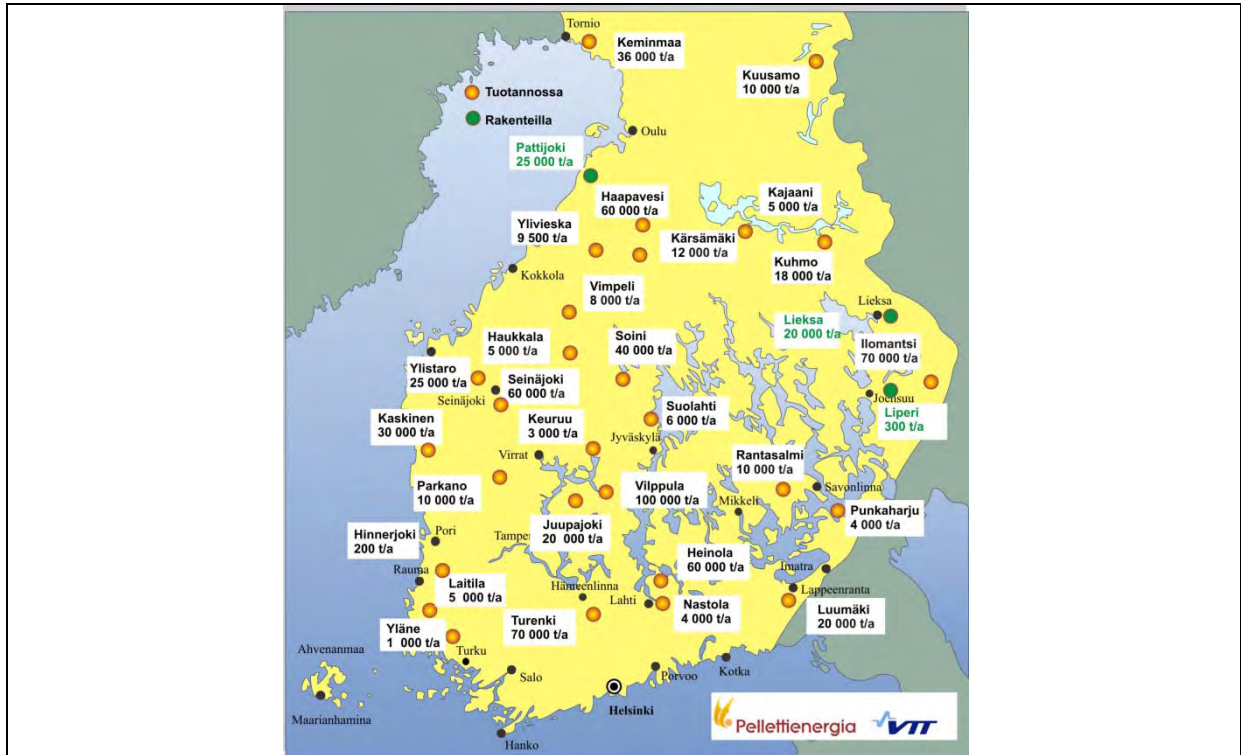 Tornio
Keminmaa
36 000 t/a
Kuusamo
10 000 t/a
Tuotannossa
Rakenteilla
Oulu
Pattijoki
25 000 t/a
Haapavesi
60 000 t/a
Kajaani
5 000 t/a
Ylivieska
9 500 t/a
Kärsämäki
12 000 t/a
Kuhmo
18 000 t/a
Kokkola
Vimpeli
8 000 t/a
Lieksa
Lieksa
20 000 t/a
Haukkala
5 000 t/a
Soini
40 000 t/a
Ilomantsi
70 000 t/a
Ylistaro
25 000 t/a
Seinäjoki
60 000 t/a
Seinäjoki
Joensuu
Liperi
300 t/a
Kaskinen
30 000 t/a
Keuruu
3 000 t/a
Suolahti
6 000 t/a
Jyväskylä
Virrat
Rantasalmi
10 000 t/a
Savonlinna
Parkano
10 000 t/a
Vilppula
100 000 t/a
Mikkeli
Punkaharju
4 000 t/a
Juupajoki
20 000 t/a
Hinnerjoki
200 t/a
Pori
Tamper
Heinola
60 000 t/a
Imatra
Rauma
Laitila
5 000 t/a
Hämeenlinna
Lahti
Lappeenranta
Nastola
4 000 t/a
Luumäki
20 000 t/a
Turenki
70 000 t/a
Yläne
1 000 t/a
Turku
Ahvenanmaa
Salo
Porvoo
Kotka
Maarianhamina
Helsinki
Hanko
Pellettienergia
VTT